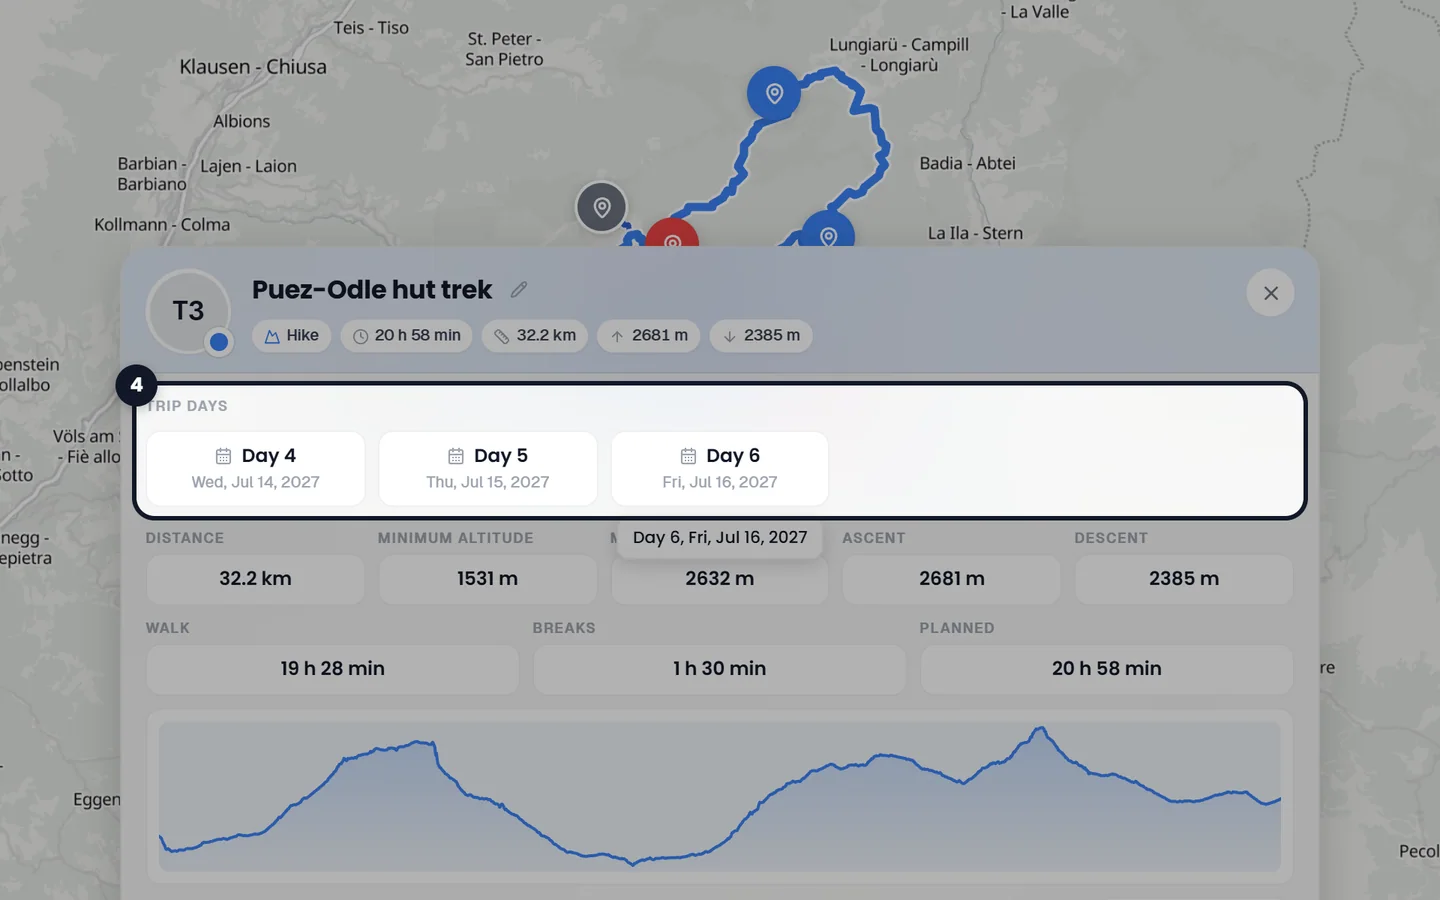 - La Valle
Teis - Tiso
St. Peter -
San Pietro
Lungiarü - Campill
- Longiarù
Klausen - Chiusa
Albions
Barbian -
Barbiano
Lajen - Laion
Badia - Abtei
Kollmann - Colma
La Ila - Stern
T3
Puez-Odle hut trek
Hike
20 h 58 min
32.2 km
2681 m
2385 m
penstein
ollalbo
4
TRIP DAYS
Völs am
- Fiè allo
n -
Sotto
Day 4
Wed, Jul 14, 2027
Day 5
Thu, Jul 15, 2027
Day 6
Fri, Jul 16, 2027
negg -
epietra
Day 6, Fri, Jul 16, 2027
DISTANCE
32.2 km
MINIMUM ALTITUDE
1531 m
2632 m
ASCENT
2681 m
DESCENT
2385 m
WALK
19 h 28 min
BREAKS
1 h 30 min
PLANNED
20 h 58 min
re
Eggen
Pecol